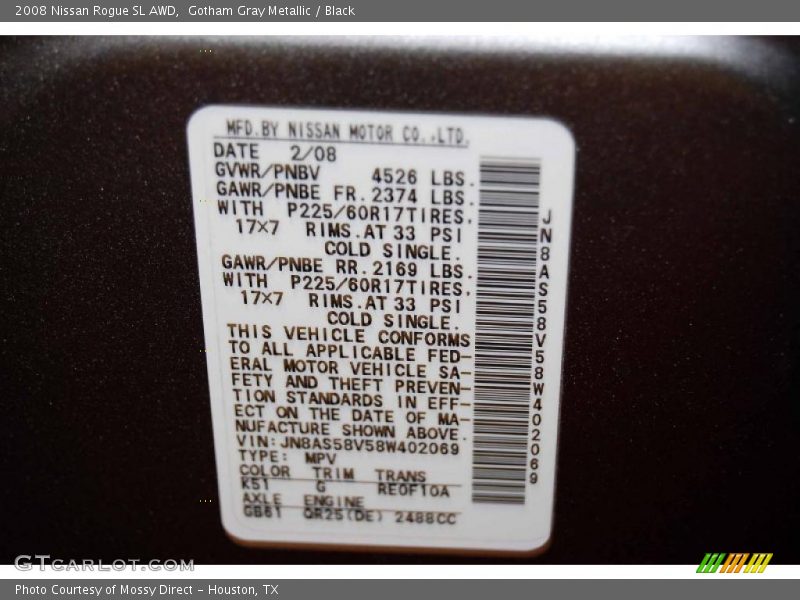 2008 Nissan Rogue SL AWD,  Gotham Gray Metallic / Black
MFD.BY NISSAN MOTOR CO.,LTD.
DATE 2/08
GVWR/PNBV 4526 LBS.
GAWR/PNBE FR. 2374 LBS.
WITH P225/60R17TIRES.
17×7 RIMS.AT 33 PSI
COLD SINGLE.
GAWR/PNBE RR. 2169 LBS.
WITH P225/60R17TIRES.
17×7 RIMS.AT 33 PSI
COLD SINGLE.
THIS VEHICLE CONFORMS
TO ALL APPLICABLE FED-
ERAL MOTOR VEHICLE SA-
FETY AND THEFT PREVEN-
TION STANDARDS IN EFF-
ECT ON THE DATE OF MA-
NUFACTURE SHOWN ABOVE.
VIN:JN8AS58V58W402069
TYPE: MPV
COLOR TRIM TRANS
K51 G RE0F10A
AXLE ENGINE
GB61 QR25(DE) 2488CC
JN8AS58V58W402069
GTCarLot.com
Photo Courtesy of Mossy Direct – Houston, TX